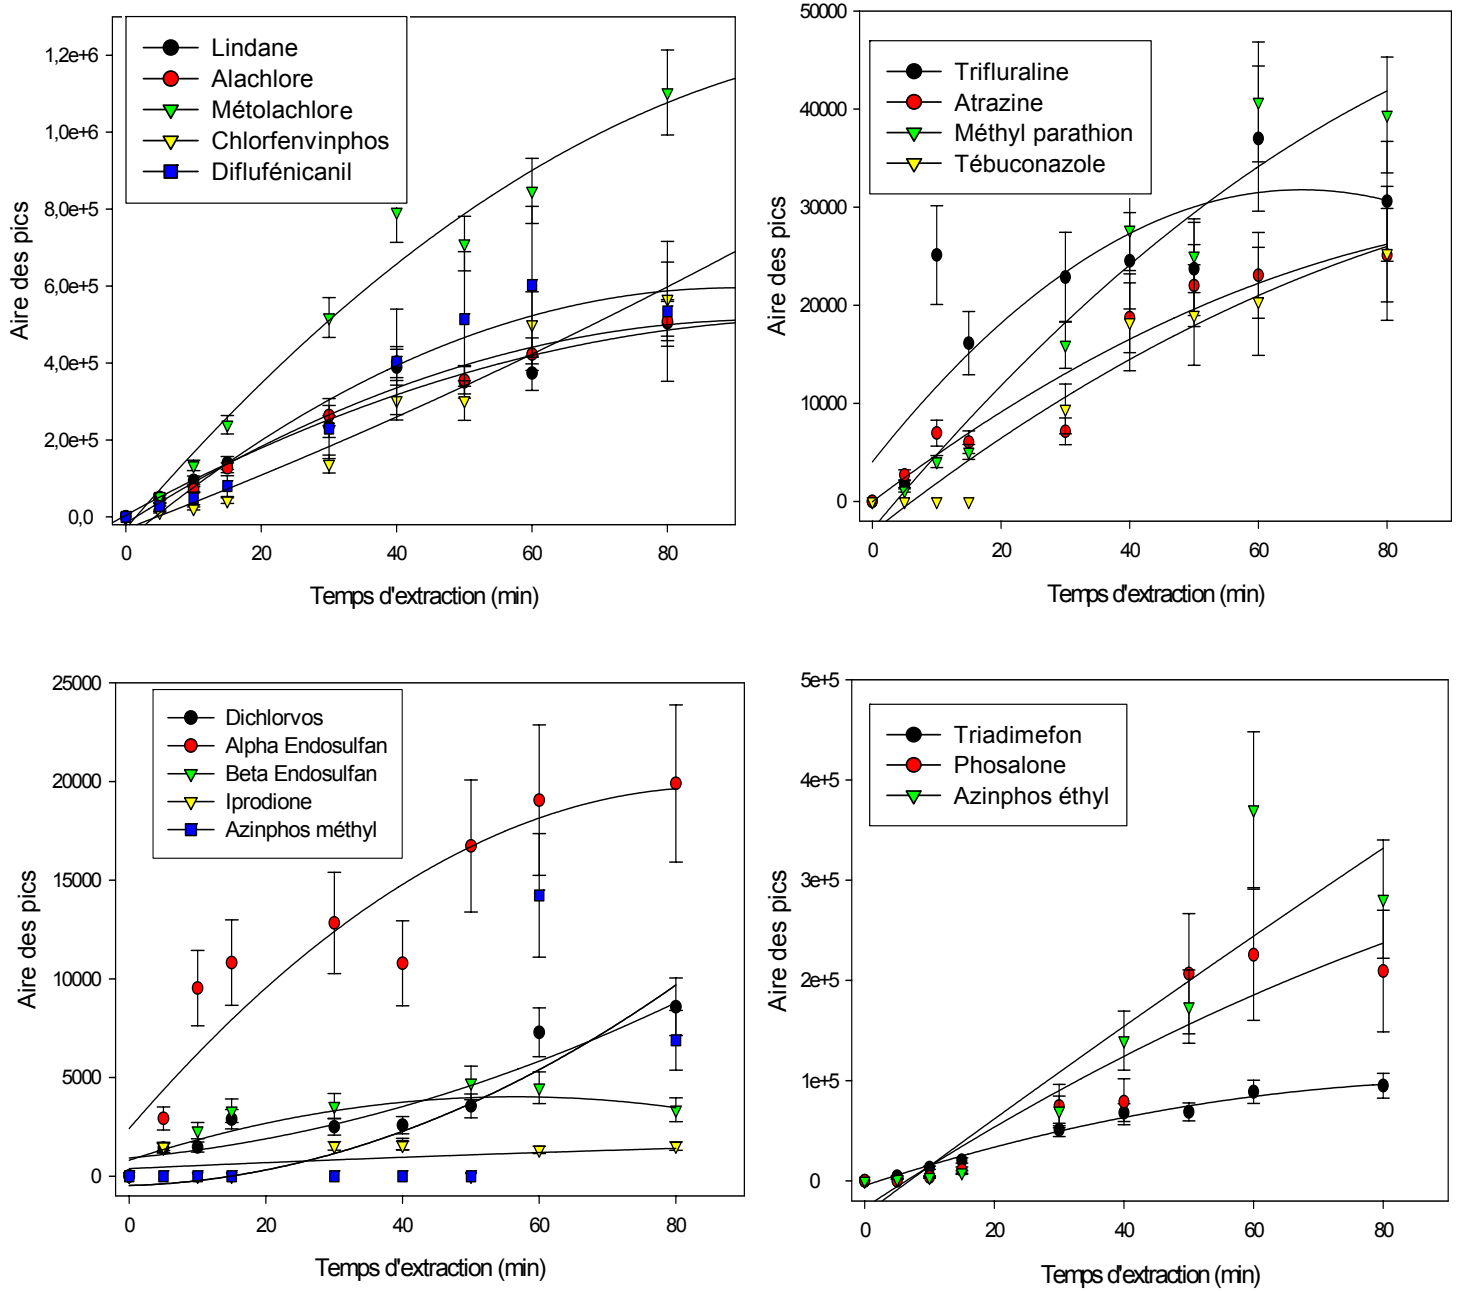 Lindane
Alachlore
Métolachlore
Chlorfenvinphos
Diflufénicanil
1,2e+6
1,0e+6
8,0e+5
6,0e+5
4,0e+5
2,0e+5
0,0
Aire des pics
0 20 40 60 80
Temps d'extraction (min)
Trifluraline
Atrazine
Méthyl parathion
Tébuconazole
50000
40000
30000
20000
10000
0
Aire des pics
0 20 40 60 80
Temps d'extraction (min)
Dichlorvos
Alpha Endosulfan
Beta Endosulfan
Iprodione
Azinphos méthyl
25000
20000
15000
10000
5000
0
Aire des pics
0 20 40 60 80
Temps d'extraction (min)
Triadimefon
Phosalone
Azinphos éthyl
5e+5
4e+5
3e+5
2e+5
1e+5
0
Aire des pics
0 20 40 60 80
Temps d'extraction (min)